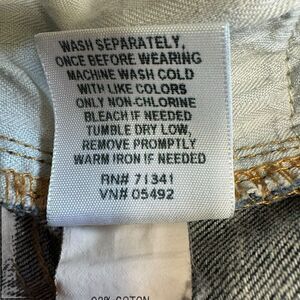 WASH SEPARATELY,
ONCE BEFORE WEARING
MACHINE WASH COLD
WITH LIKE COLORS
ONLY NON-CHLORINE
BLEACH IF NEEDED
TUMBLE DRY LOW,
REMOVE PROMPTLY
WARM IRON IF NEEDED
RN# 71341
VN# 05492
COTTON